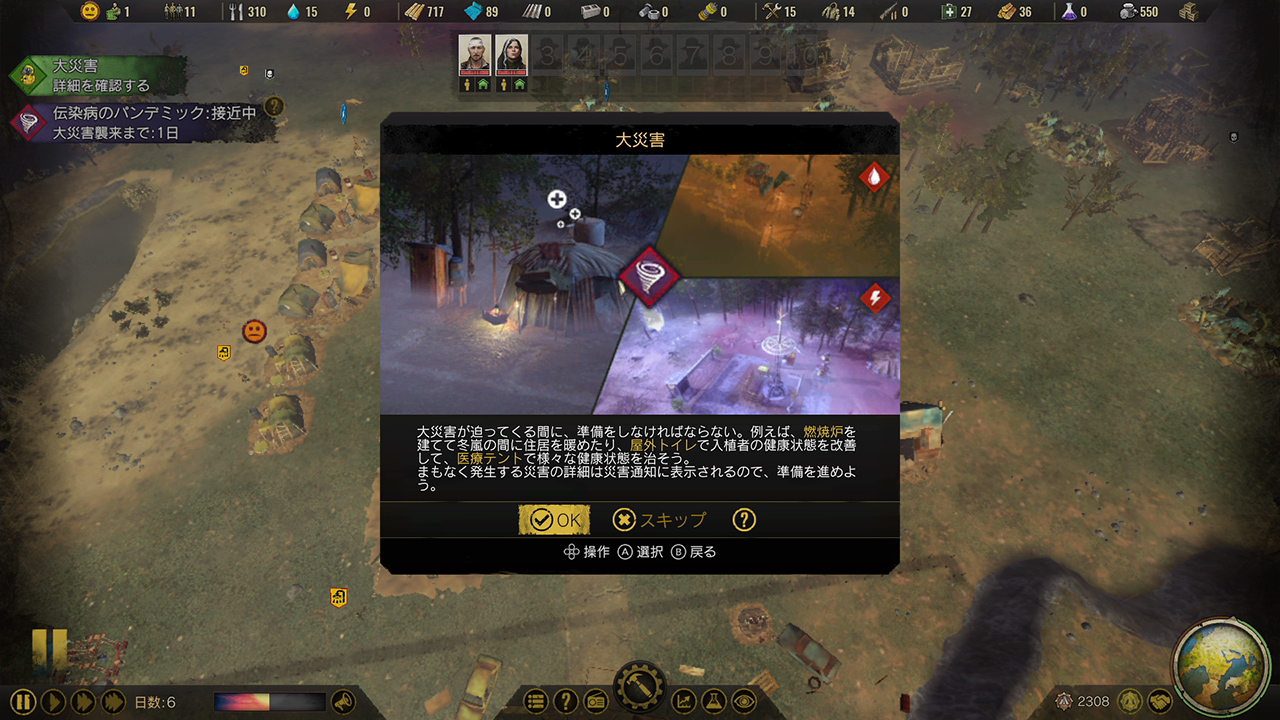 1 11 310 15 0 717 89 0 0 0 0 15 14 0 27 36 0 550
3 4 5 6 7 8 9 10
大災害
詳細を確認する
伝染病のパンデミック:接近中 ?
大災害襲来まで:1日
大災害
大災害が迫ってくる間に、準備をしなければならない。例えば、燃焼炉を
建てて冬嵐の間に住居を暖めたり、屋外トイレで入植者の健康状態を改善
して、医療テントで様々な健康状態を治そう。
まもなく発生する災害の詳細は災害通知に表示されるので、準備を進めよ
う。
OK スキップ ?
操作 A 選択 B 戻る
日数:6
?
2308